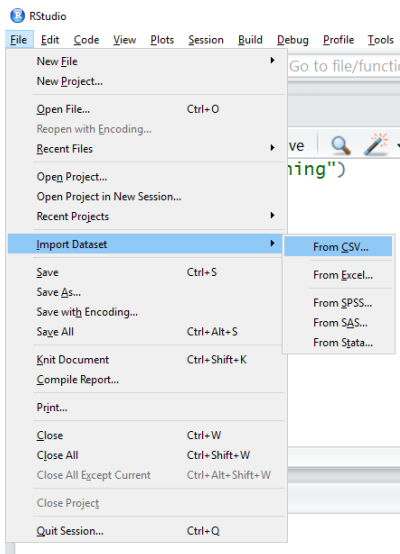 RStudio
File Edit Code View Plots Session Build Debug Profile Tools
New File
New Project...
Go to file/functi
Open File... Ctrl+O
Reopen with Encoding...
Recent Files
ve
ning")
Open Project...
Open Project in New Session...
Recent Projects
Import Dataset
From CSV...
From Excel...
From SPSS...
From SAS...
From Stata...
Save Ctrl+S
Save As...
Save with Encoding...
Save All Ctrl+Alt+S
Knit Document Ctrl+Shift+K
Compile Report...
Print...
Close Ctrl+W
Close All Ctrl+Shift+W
Close All Except Current Ctrl+Alt+Shift+W
Close Project
Quit Session... Ctrl+Q